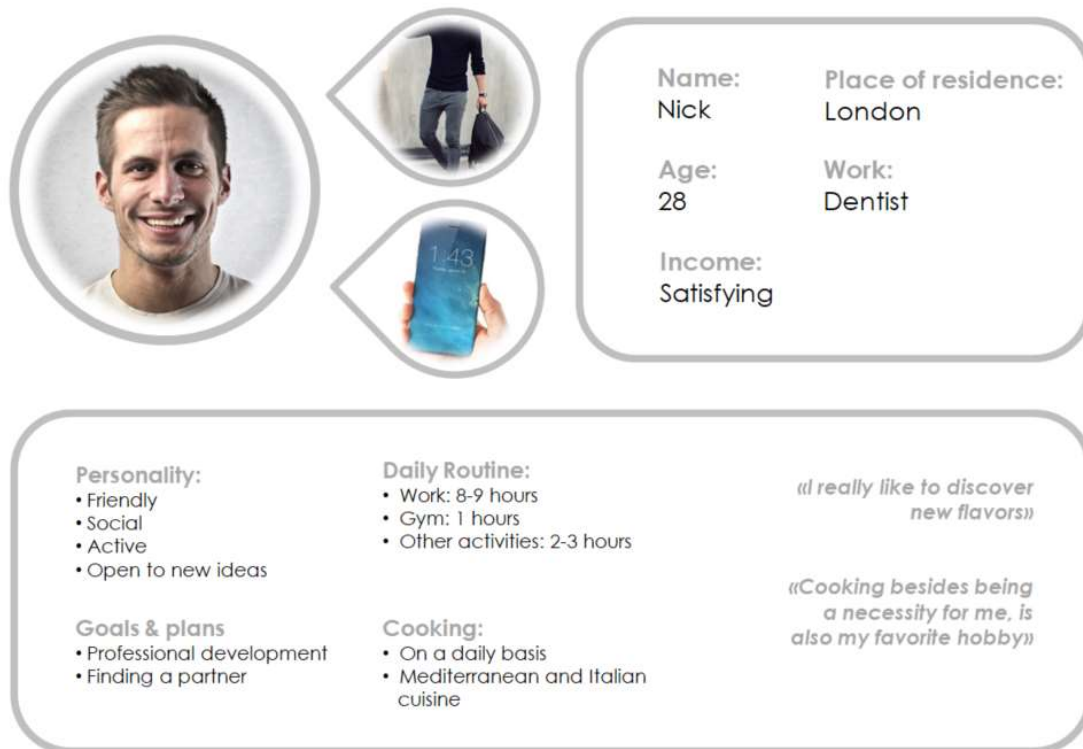 1:43
Name:
Nick
Place of residence:
London
Age:
28
Work:
Dentist
Income:
Satisfying
Personality:
• Friendly
• Social
• Active
• Open to new ideas
Daily Routine:
• Work: 8-9 hours
• Gym: 1 hours
• Other activities: 2-3 hours
«I really like to discover
new flavors»
Goals & plans
• Professional development
• Finding a partner
Cooking:
• On a daily basis
• Mediterranean and Italian
cuisine
«Cooking besides being
a necessity for me, is
also my favorite hobby»